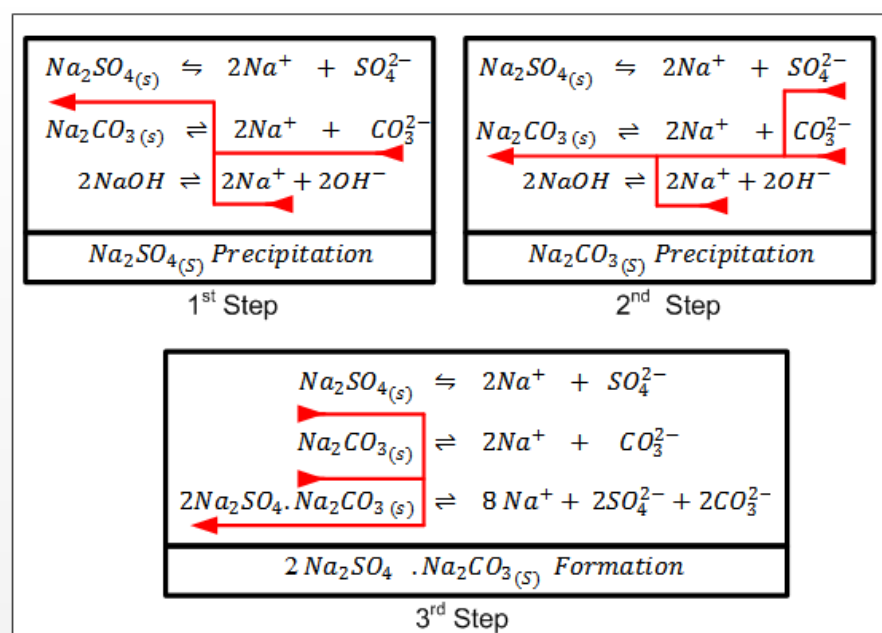 Na₂SO₄₍ₛ₎ ⇋ 2Na⁺ + SO₄²⁻
Na₂CO₃ ₍ₛ₎ ⇌ 2Na⁺ + CO₃²⁻
2NaOH ⇌ 2Na⁺ + 2OH⁻
Na₂SO₄₍S₎ Precipitation
1ˢᵗ Step
Na₂SO₄₍ₛ₎ ⇋ 2Na⁺ + SO₄²⁻
Na₂CO₃ ₍ₛ₎ ⇌ 2Na⁺ + CO₃²⁻
2NaOH ⇌ 2Na⁺ + 2OH⁻
Na₂CO₃₍S₎ Precipitation
2ⁿᵈ Step
Na₂SO₄₍ₛ₎ ⇋ 2Na⁺ + SO₄²⁻
Na₂CO₃₍ₛ₎ ⇌ 2Na⁺ + CO₃²⁻
2Na₂SO₄.Na₂CO₃ ₍ₛ₎ ⇌ 8 Na⁺ + 2SO₄²⁻ + 2CO₃²⁻
2 Na₂SO₄ .Na₂CO₃₍S₎ Formation
3ʳᵈ Step